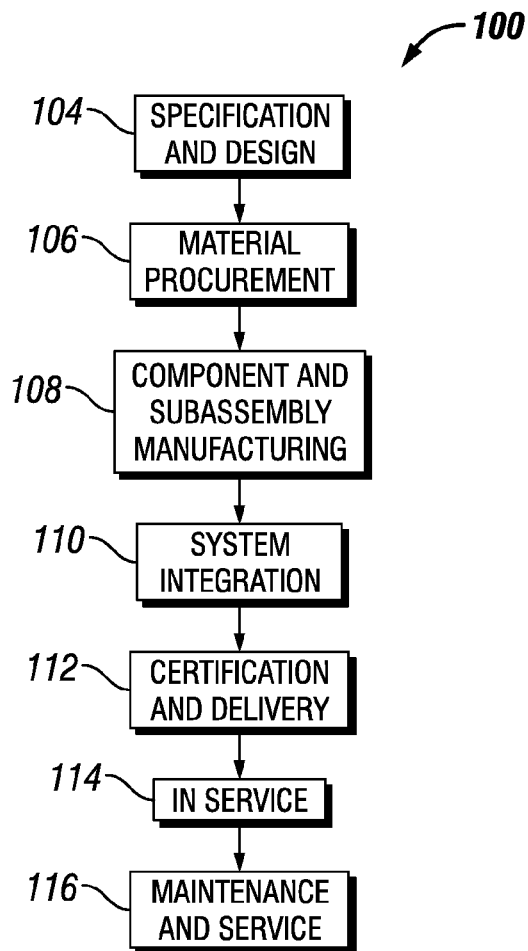 100
104
SPECIFICATION
AND DESIGN
106
MATERIAL
PROCUREMENT
108
COMPONENT AND
SUBASSEMBLY
MANUFACTURING
110
SYSTEM
INTEGRATION
112
CERTIFICATION
AND DELIVERY
114
IN SERVICE
116
MAINTENANCE
AND SERVICE